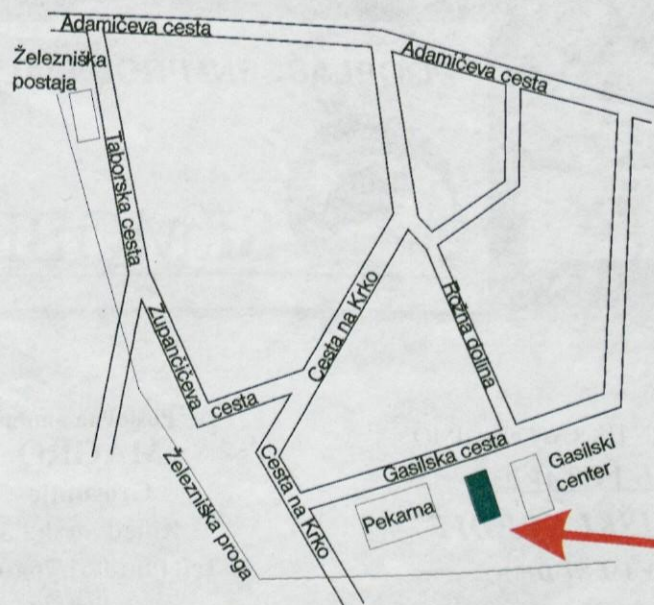 Adamičeva cesta
Adamičeva cesta
Železniška
postaja
Taborska cesta
Župančičeva
cesta
Cesta na Krko
Rožna dolina
Gasilska cesta
Gasilski
center
Pekarna
Cesta na Krko
Železniška proga